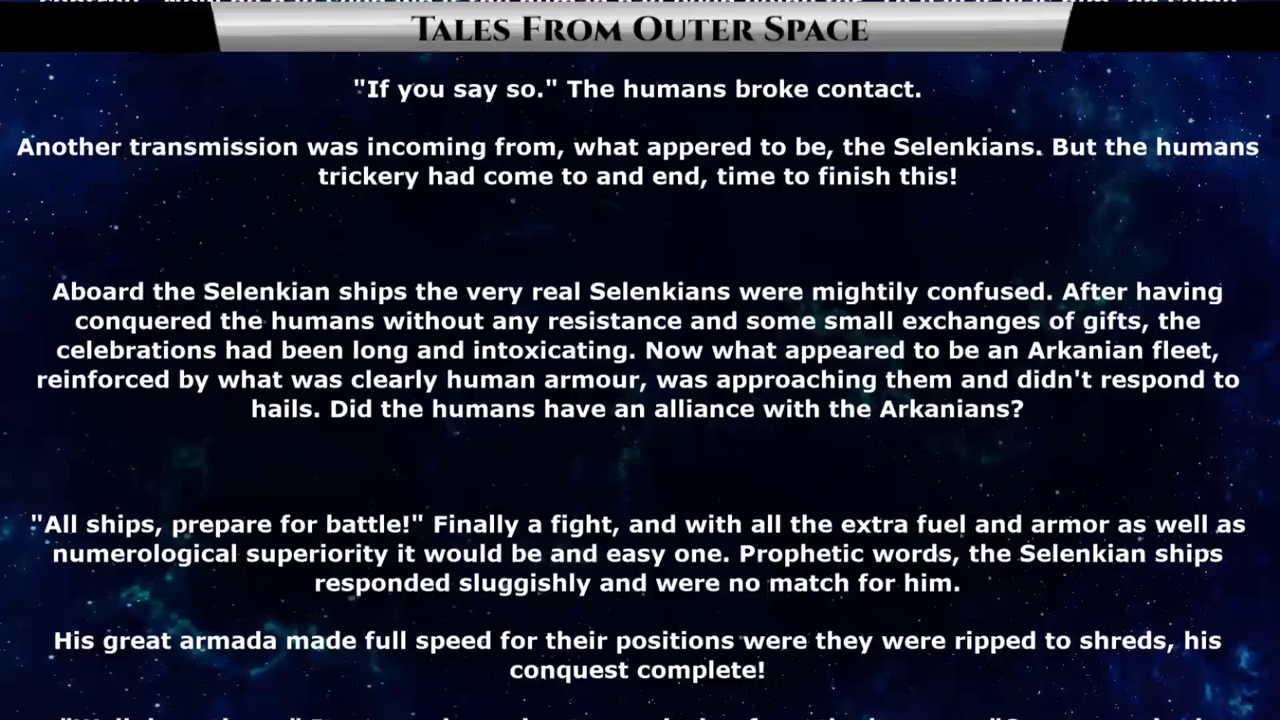 TALES FROM OUTER SPACE
"If you say so." The humans broke contact.
Another transmission was incoming from, what appered to be, the Selenkians. But the humans
trickery had come to and end, time to finish this!
Aboard the Selenkian ships the very real Selenkians were mightily confused. After having
conquered the humans without any resistance and some small exchanges of gifts, the
celebrations had been long and intoxicating. Now what appeared to be an Arkanian fleet,
reinforced by what was clearly human armour, was approaching them and didn't respond to
hails. Did the humans have an alliance with the Arkanians?
"All ships, prepare for battle!" Finally a fight, and with all the extra fuel and armor as well as
numerological superiority it would be and easy one. Prophetic words, the Selenkian ships
responded sluggishly and were no match for him.
His great armada made full speed for their positions were they were ripped to shreds, his
conquest complete!